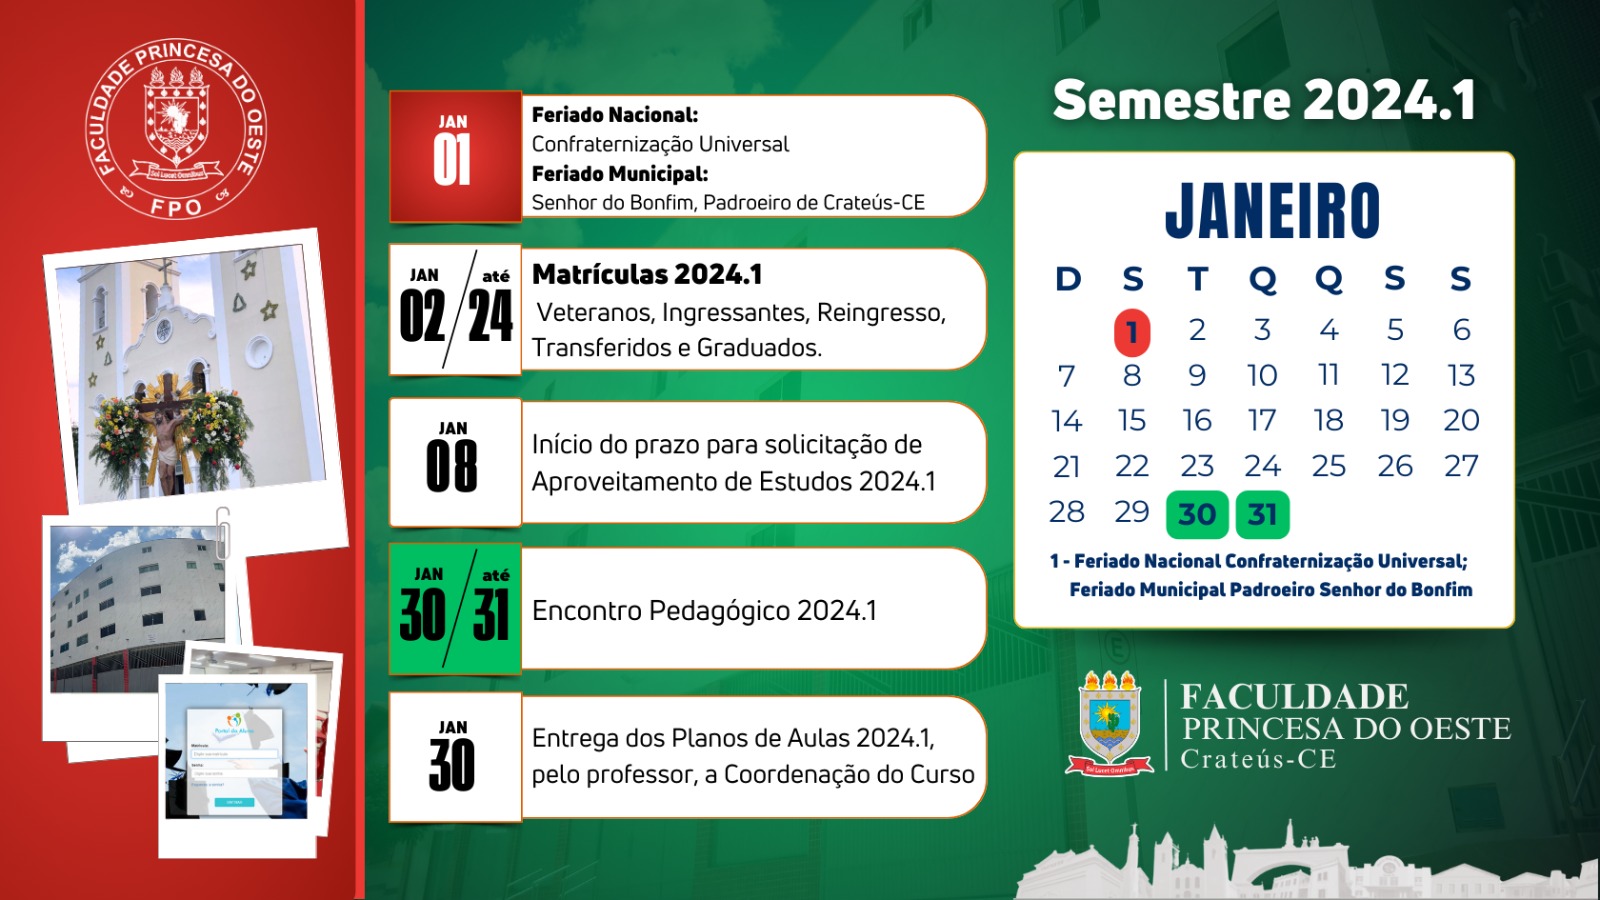 FACULDADE PRINCESA DO OESTE
Sol Lucet Omnibus
FPO
Portal do Aluno
JAN
01
Feriado Nacional:
Confraternização Universal
Feriado Municipal:
Senhor do Bonfim, Padroeiro de Crateús-CE
JAN até
02/24
Matrículas 2024.1
Veteranos, Ingressantes, Reingresso,
Transferidos e Graduados.
JAN
08
Início do prazo para solicitação de
Aproveitamento de Estudos 2024.1
JAN até
30/31
Encontro Pedagógico 2024.1
JAN
30
Entrega dos Planos de Aulas 2024.1,
pelo professor, a Coordenação do Curso
Semestre 2024.1
JANEIRO
D S T Q Q S S
1 2 3 4 5 6
7 8 9 10 11 12 13
14 15 16 17 18 19 20
21 22 23 24 25 26 27
28 29 30 31
1 - Feriado Nacional Confraternização Universal;
Feriado Municipal Padroeiro Senhor do Bonfim
Sol Lucet Omnibus
FACULDADE
PRINCESA DO OESTE
Crateús-CE